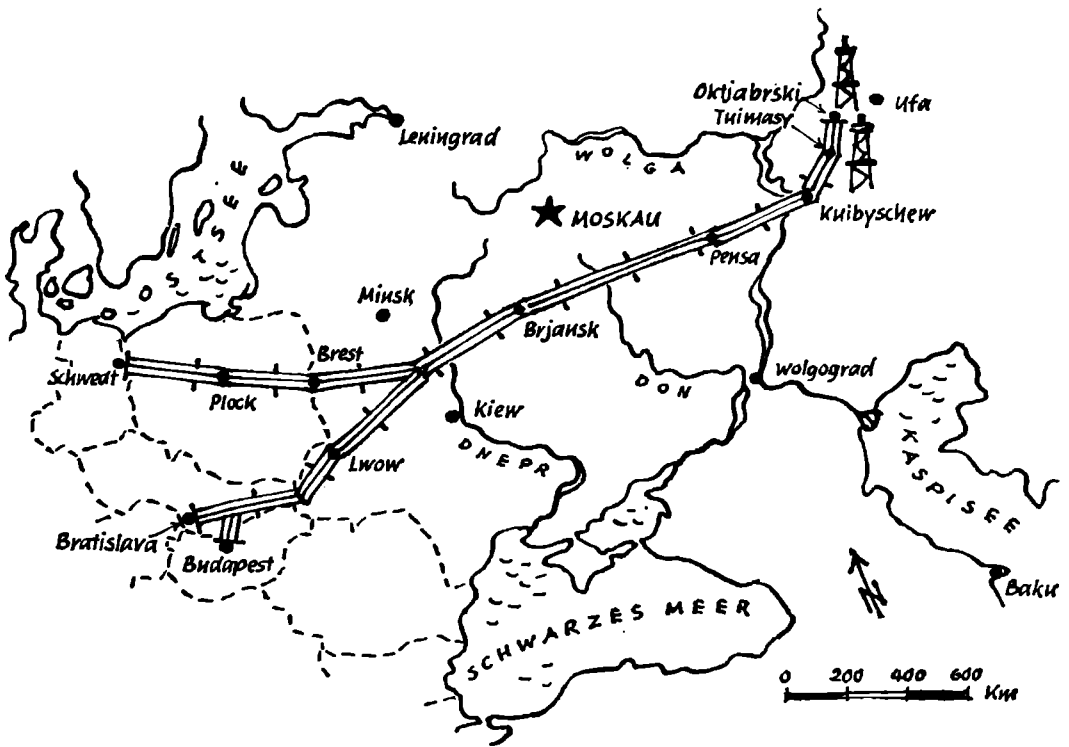 Oktjabrski
Tuimasy
Ufa
Leningrad
WOLGA
OSTSEE
MOSKAU
Kuibyschew
Pensa
Minsk
Brjansk
Brest
Schwedt
Plock
DON
Wolgograd
Kiew
DNEPR
Lwow
KASPISEE
Bratislava
Budapest
Baku
N
SCHWARZES MEER
0 200 400 600
Km